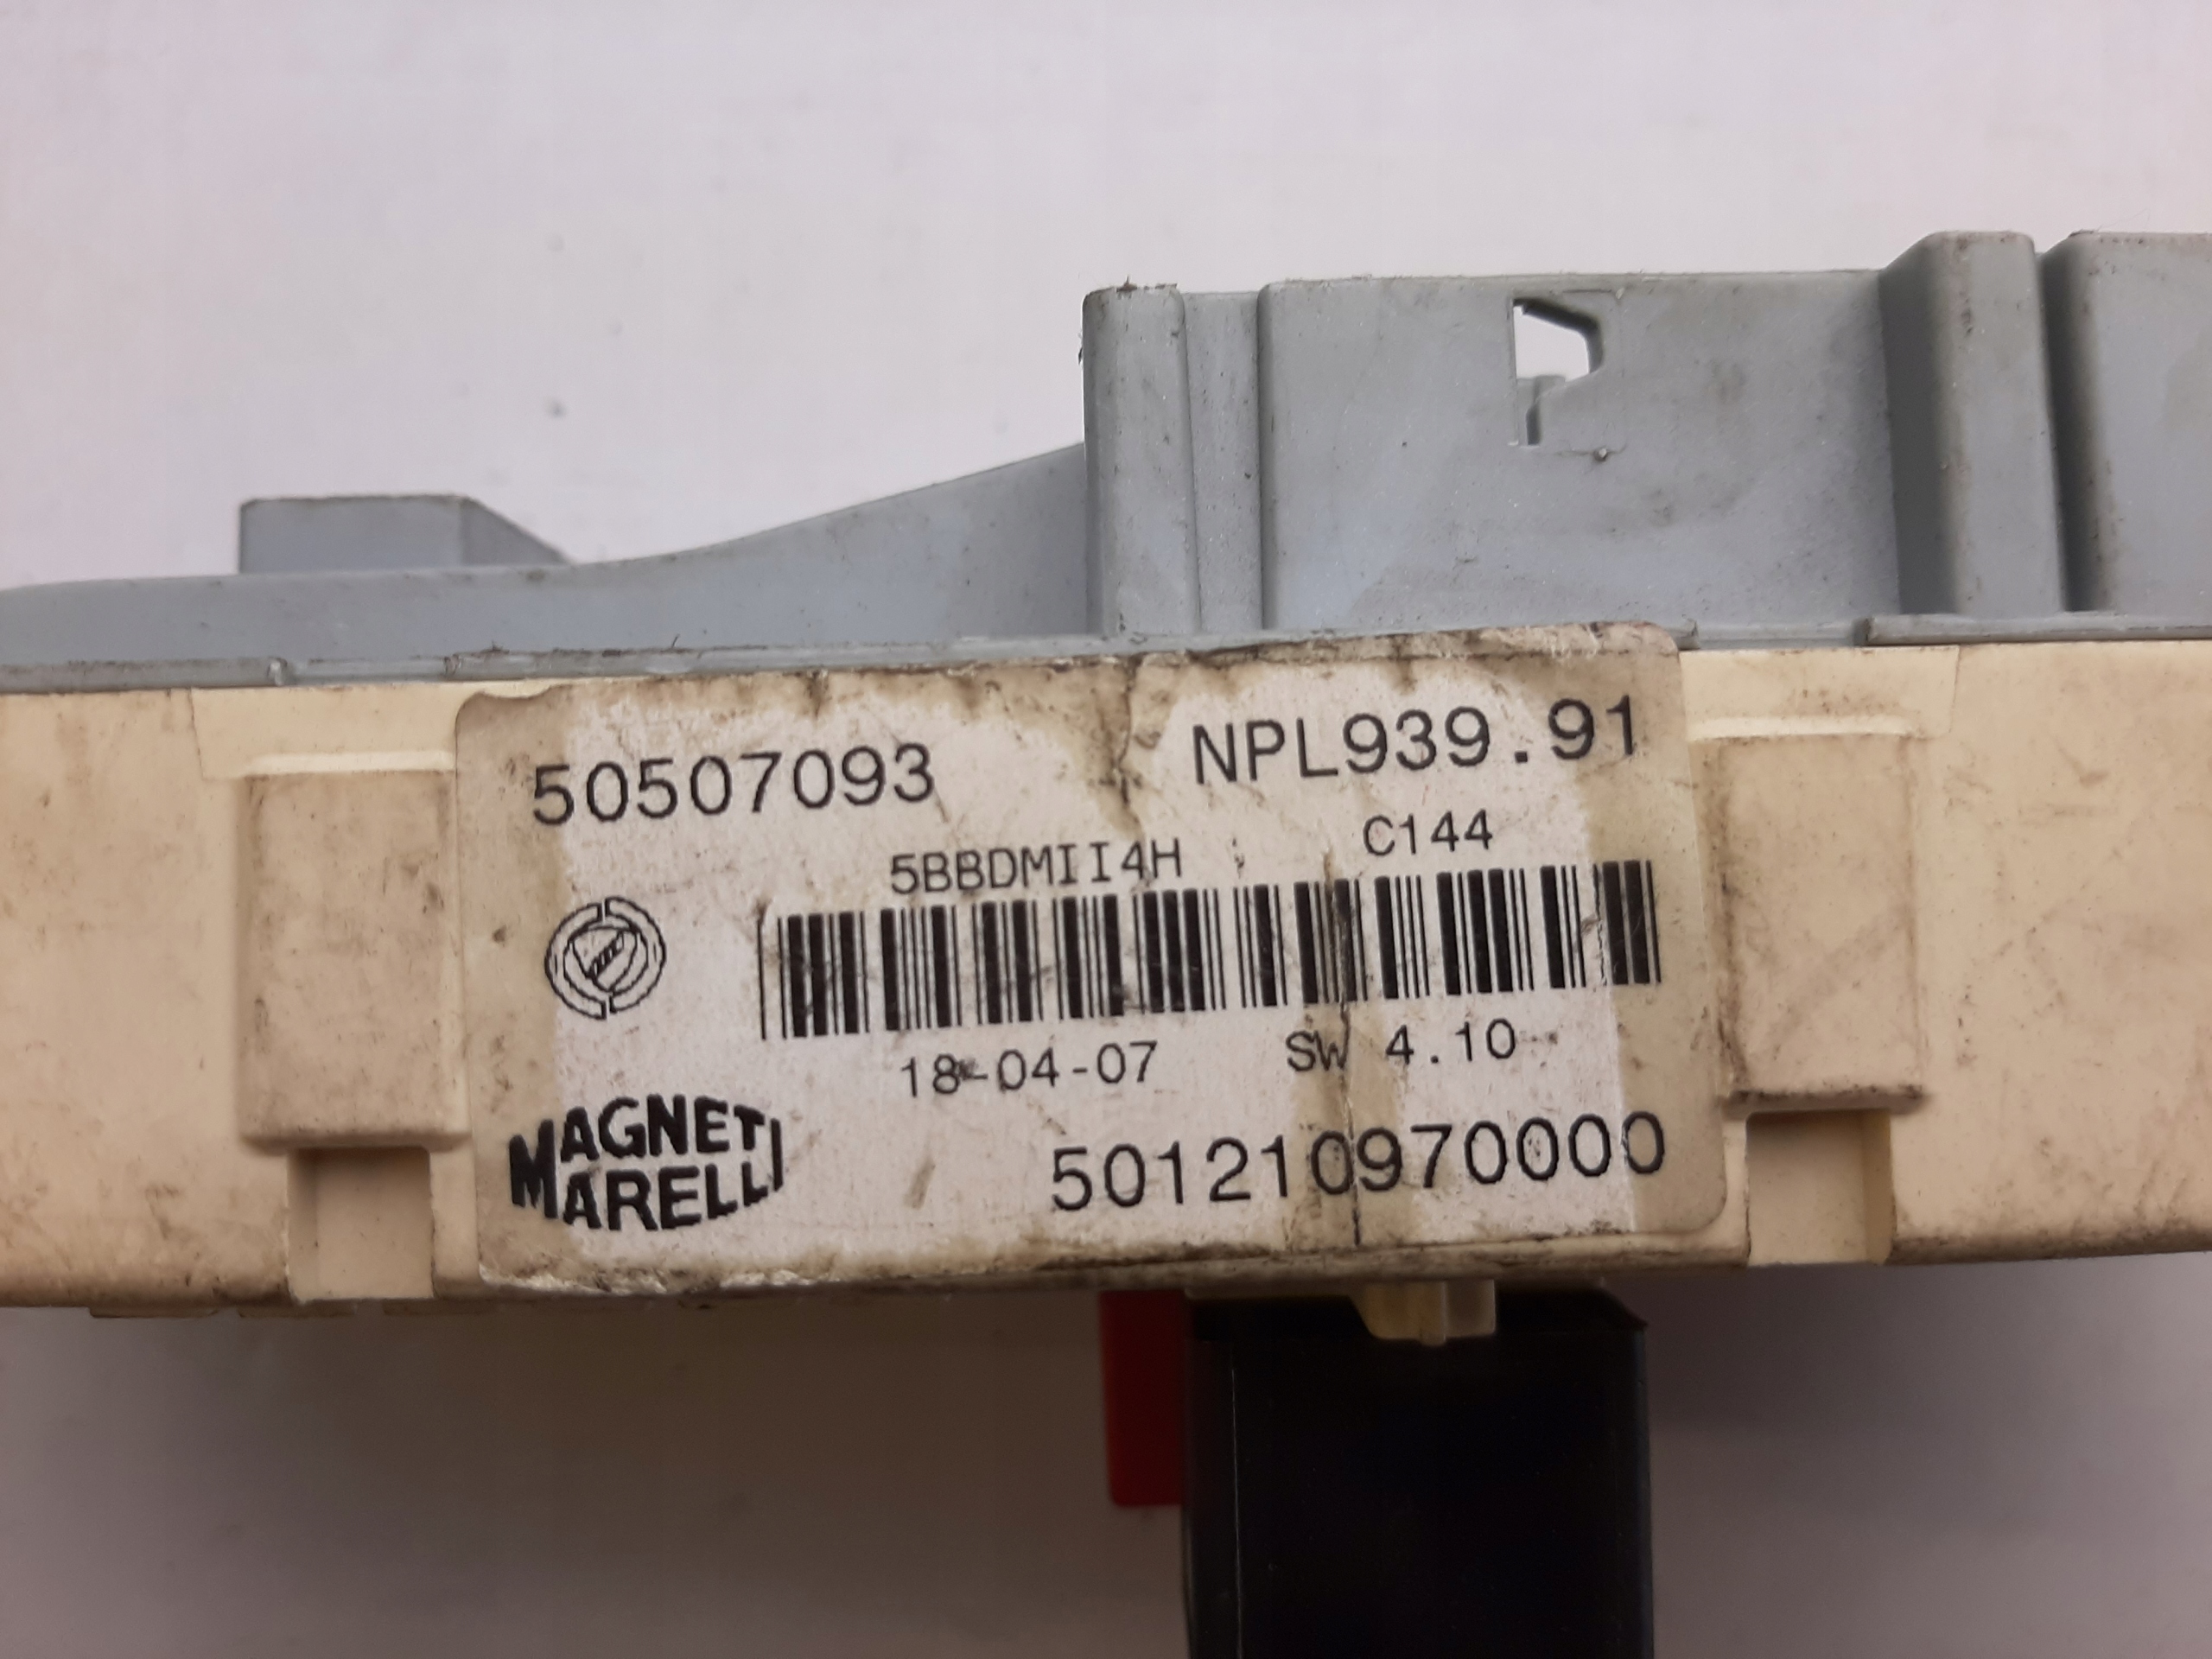 50507093 NPL939.91
5BBDMII4H C144
18-04-07 SW 4.10
MAGNETI
MARELLI
501210970000